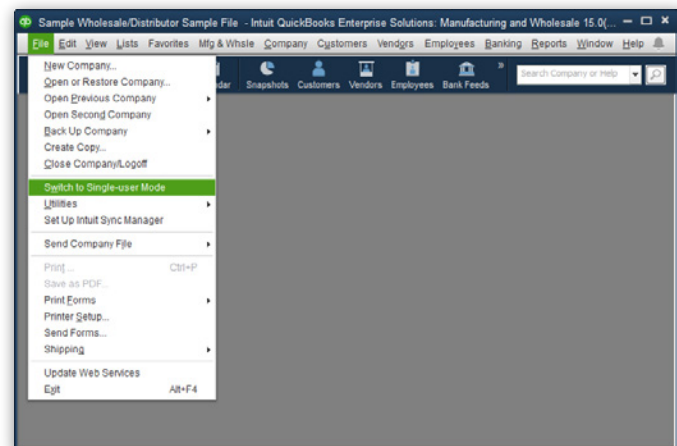 Sample Wholesale/Distributor Sample File - Intuit QuickBooks Enterprise Solutions: Manufacturing and Wholesale 15.0(...
File Edit View Lists Favorites Mfg & Whsle Company Customers Vendors Employees Banking Reports Window Help
dar Snapshots Customers Vendors Employees Bank Feeds » Search Company or Help
New Company...
Open or Restore Company...
Open Previous Company
Open Second Company
Back Up Company
Create Copy...
Close Company/Logoff
Switch to Single-user Mode
Utilities
Set Up Intuit Sync Manager
Send Company File
Print... Ctrl+P
Save as PDF...
Print Forms
Printer Setup...
Send Forms...
Shipping
Update Web Services
Exit Alt+F4